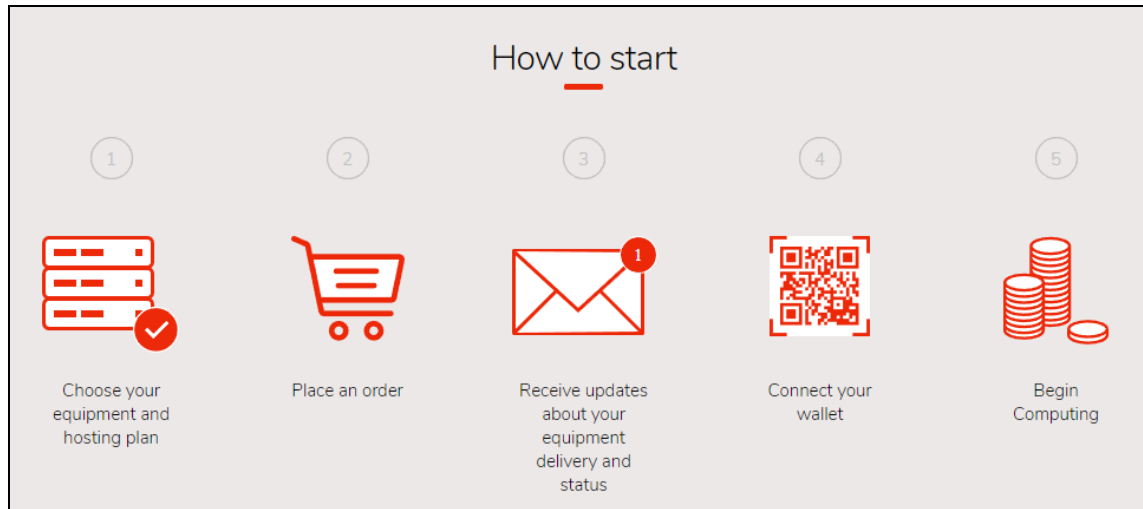 How to start
1
2
3
4
5
1
Choose your
equipment and
hosting plan
Place an order
Receive updates
about your
equipment
delivery and
status
Connect your
wallet
Begin
Computing